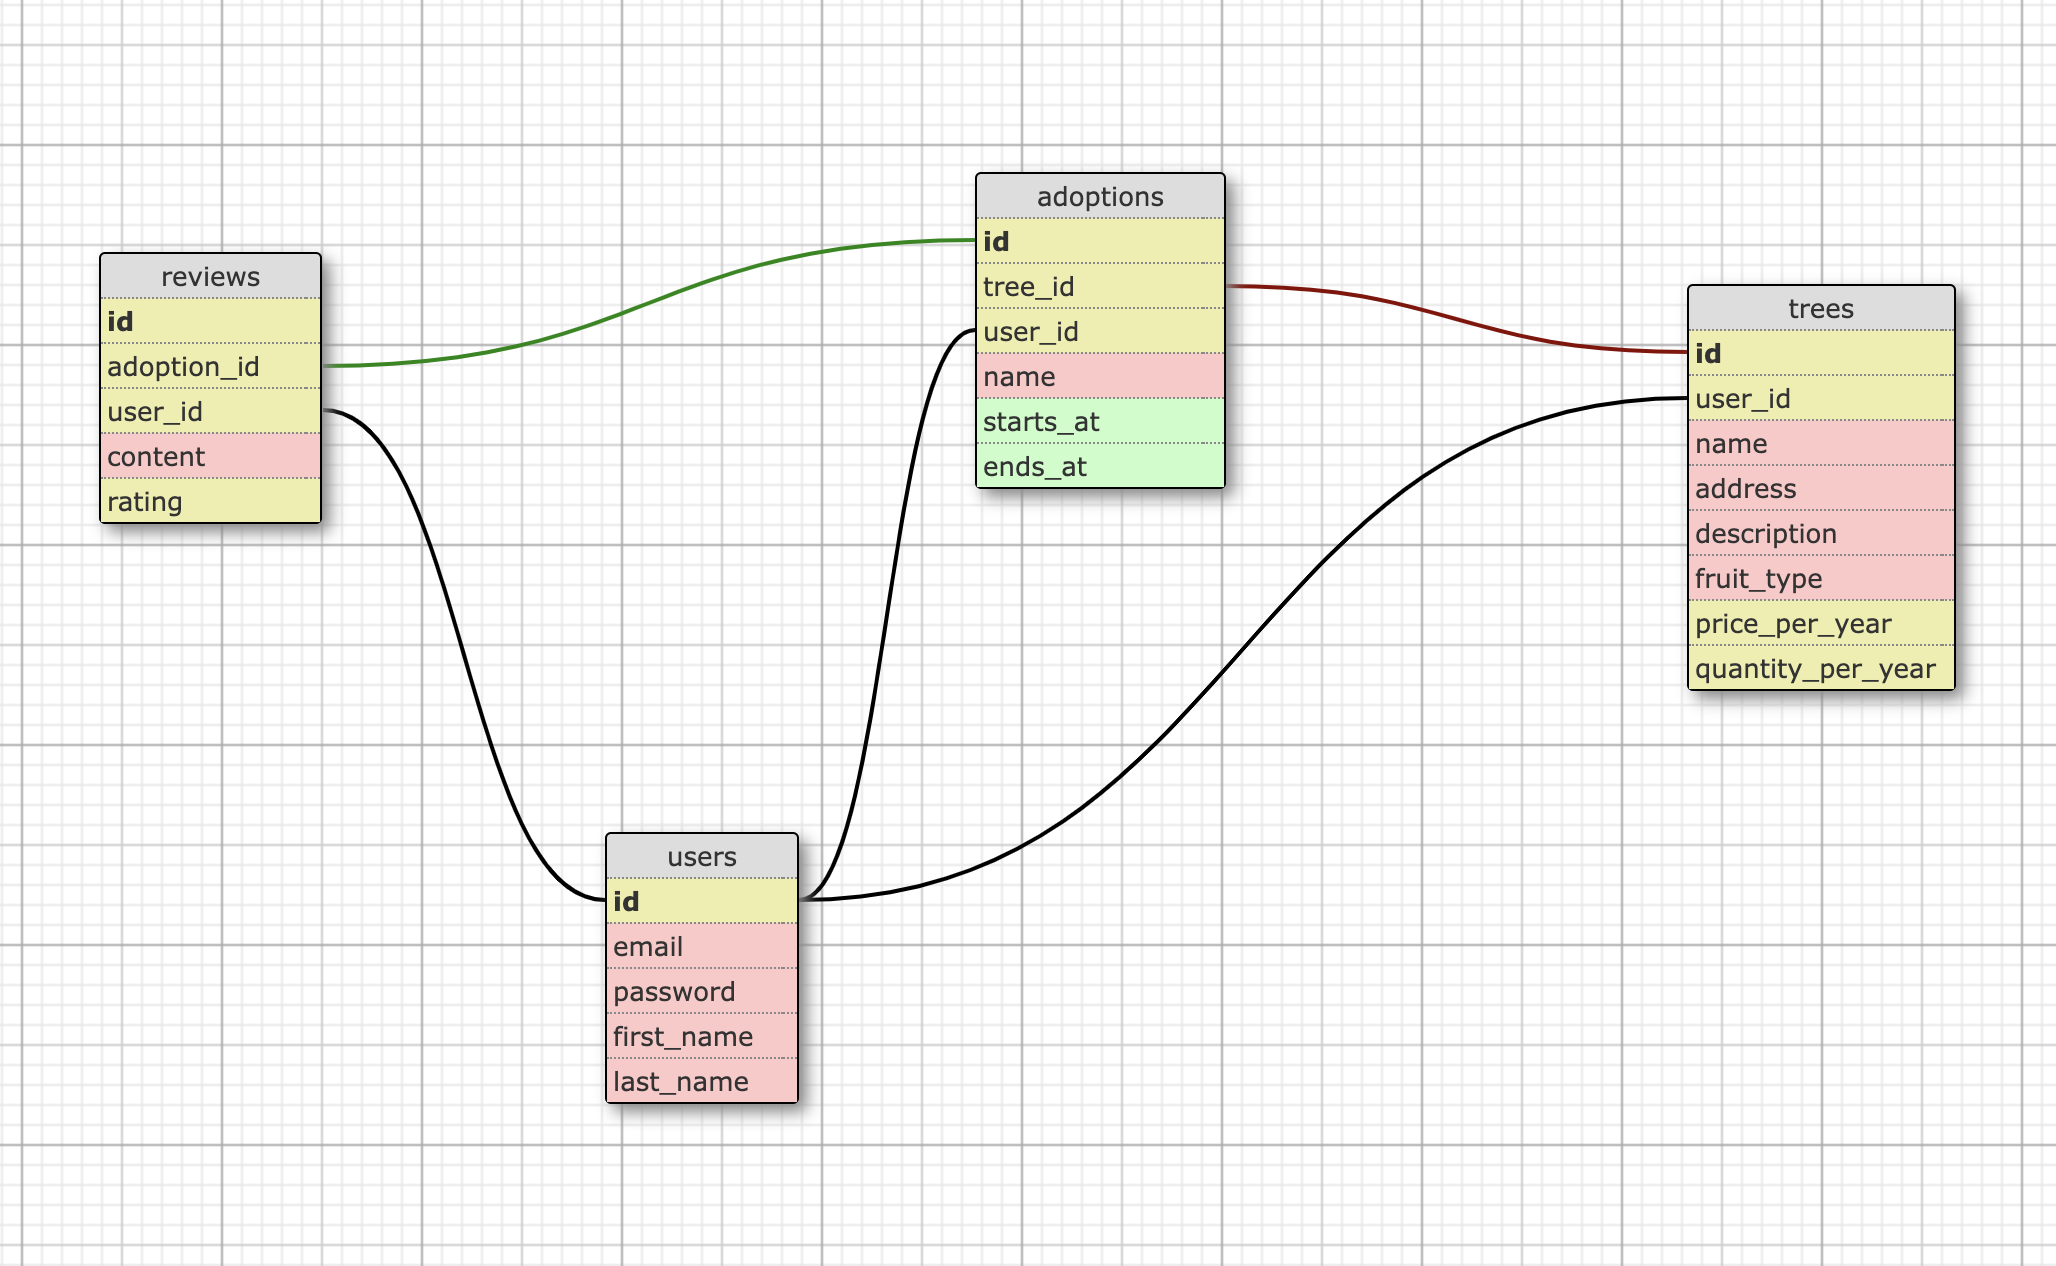 reviews
id
adoption_id
user_id
content
rating
adoptions
id
tree_id
user_id
name
starts_at
ends_at
trees
id
user_id
name
address
description
fruit_type
price_per_year
quantity_per_year
users
id
email
password
first_name
last_name